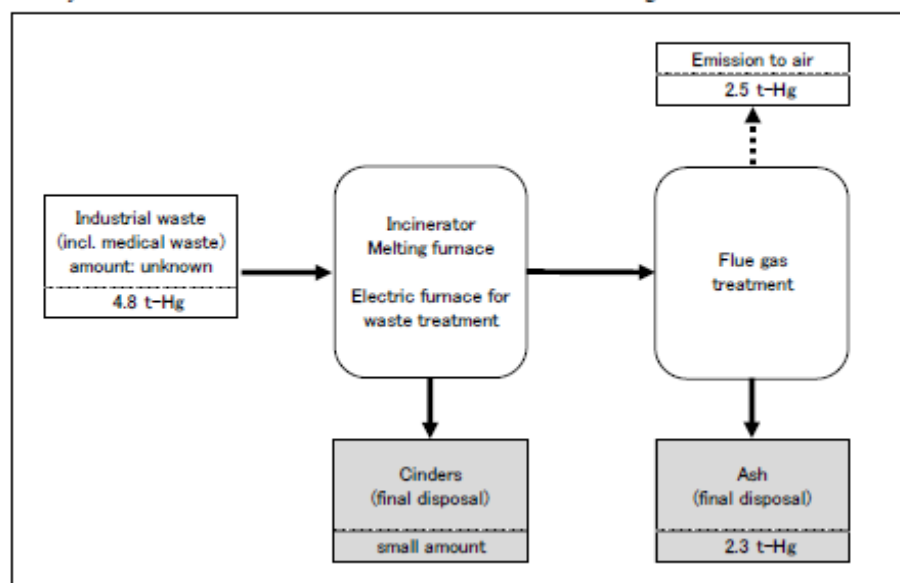 Emission to air
2.5 t-Hg
Industrial waste
(incl. medical waste)
amount: unknown
4.8 t-Hg
Incinerator
Melting furnace
Electric furnace for
waste treatment
Flue gas
treatment
Cinders
(final disposal)
small amount
Ash
(final disposal)
2.3 t-Hg